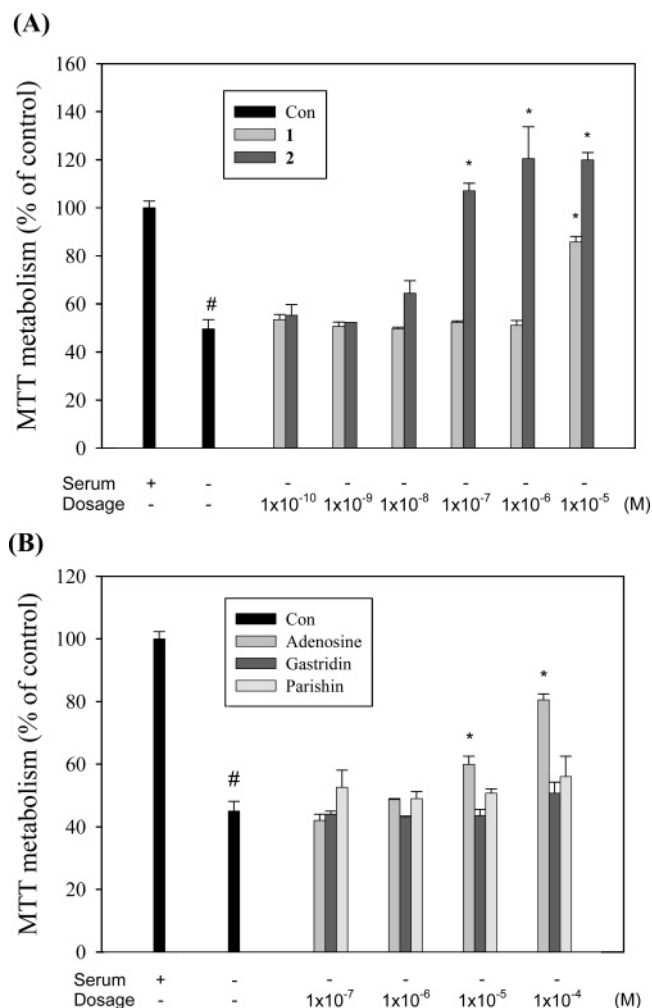 (A)
160
140
120
100
80
60
40
20
0
MTT metabolism (% of control)
Con
1
2
#
*
*
*
*
Serum + - - - - - - -
Dosage - - 1x10⁻¹⁰ 1x10⁻⁹ 1x10⁻⁸ 1x10⁻⁷ 1x10⁻⁶ 1x10⁻⁵ (M)
(B)
120
100
80
60
40
20
0
MTT metabolism (% of control)
Con
Adenosine
Gastridin
Parishin
#
*
*
Serum + - - - - -
Dosage - - 1x10⁻⁷ 1x10⁻⁶ 1x10⁻⁵ 1x10⁻⁴ (M)